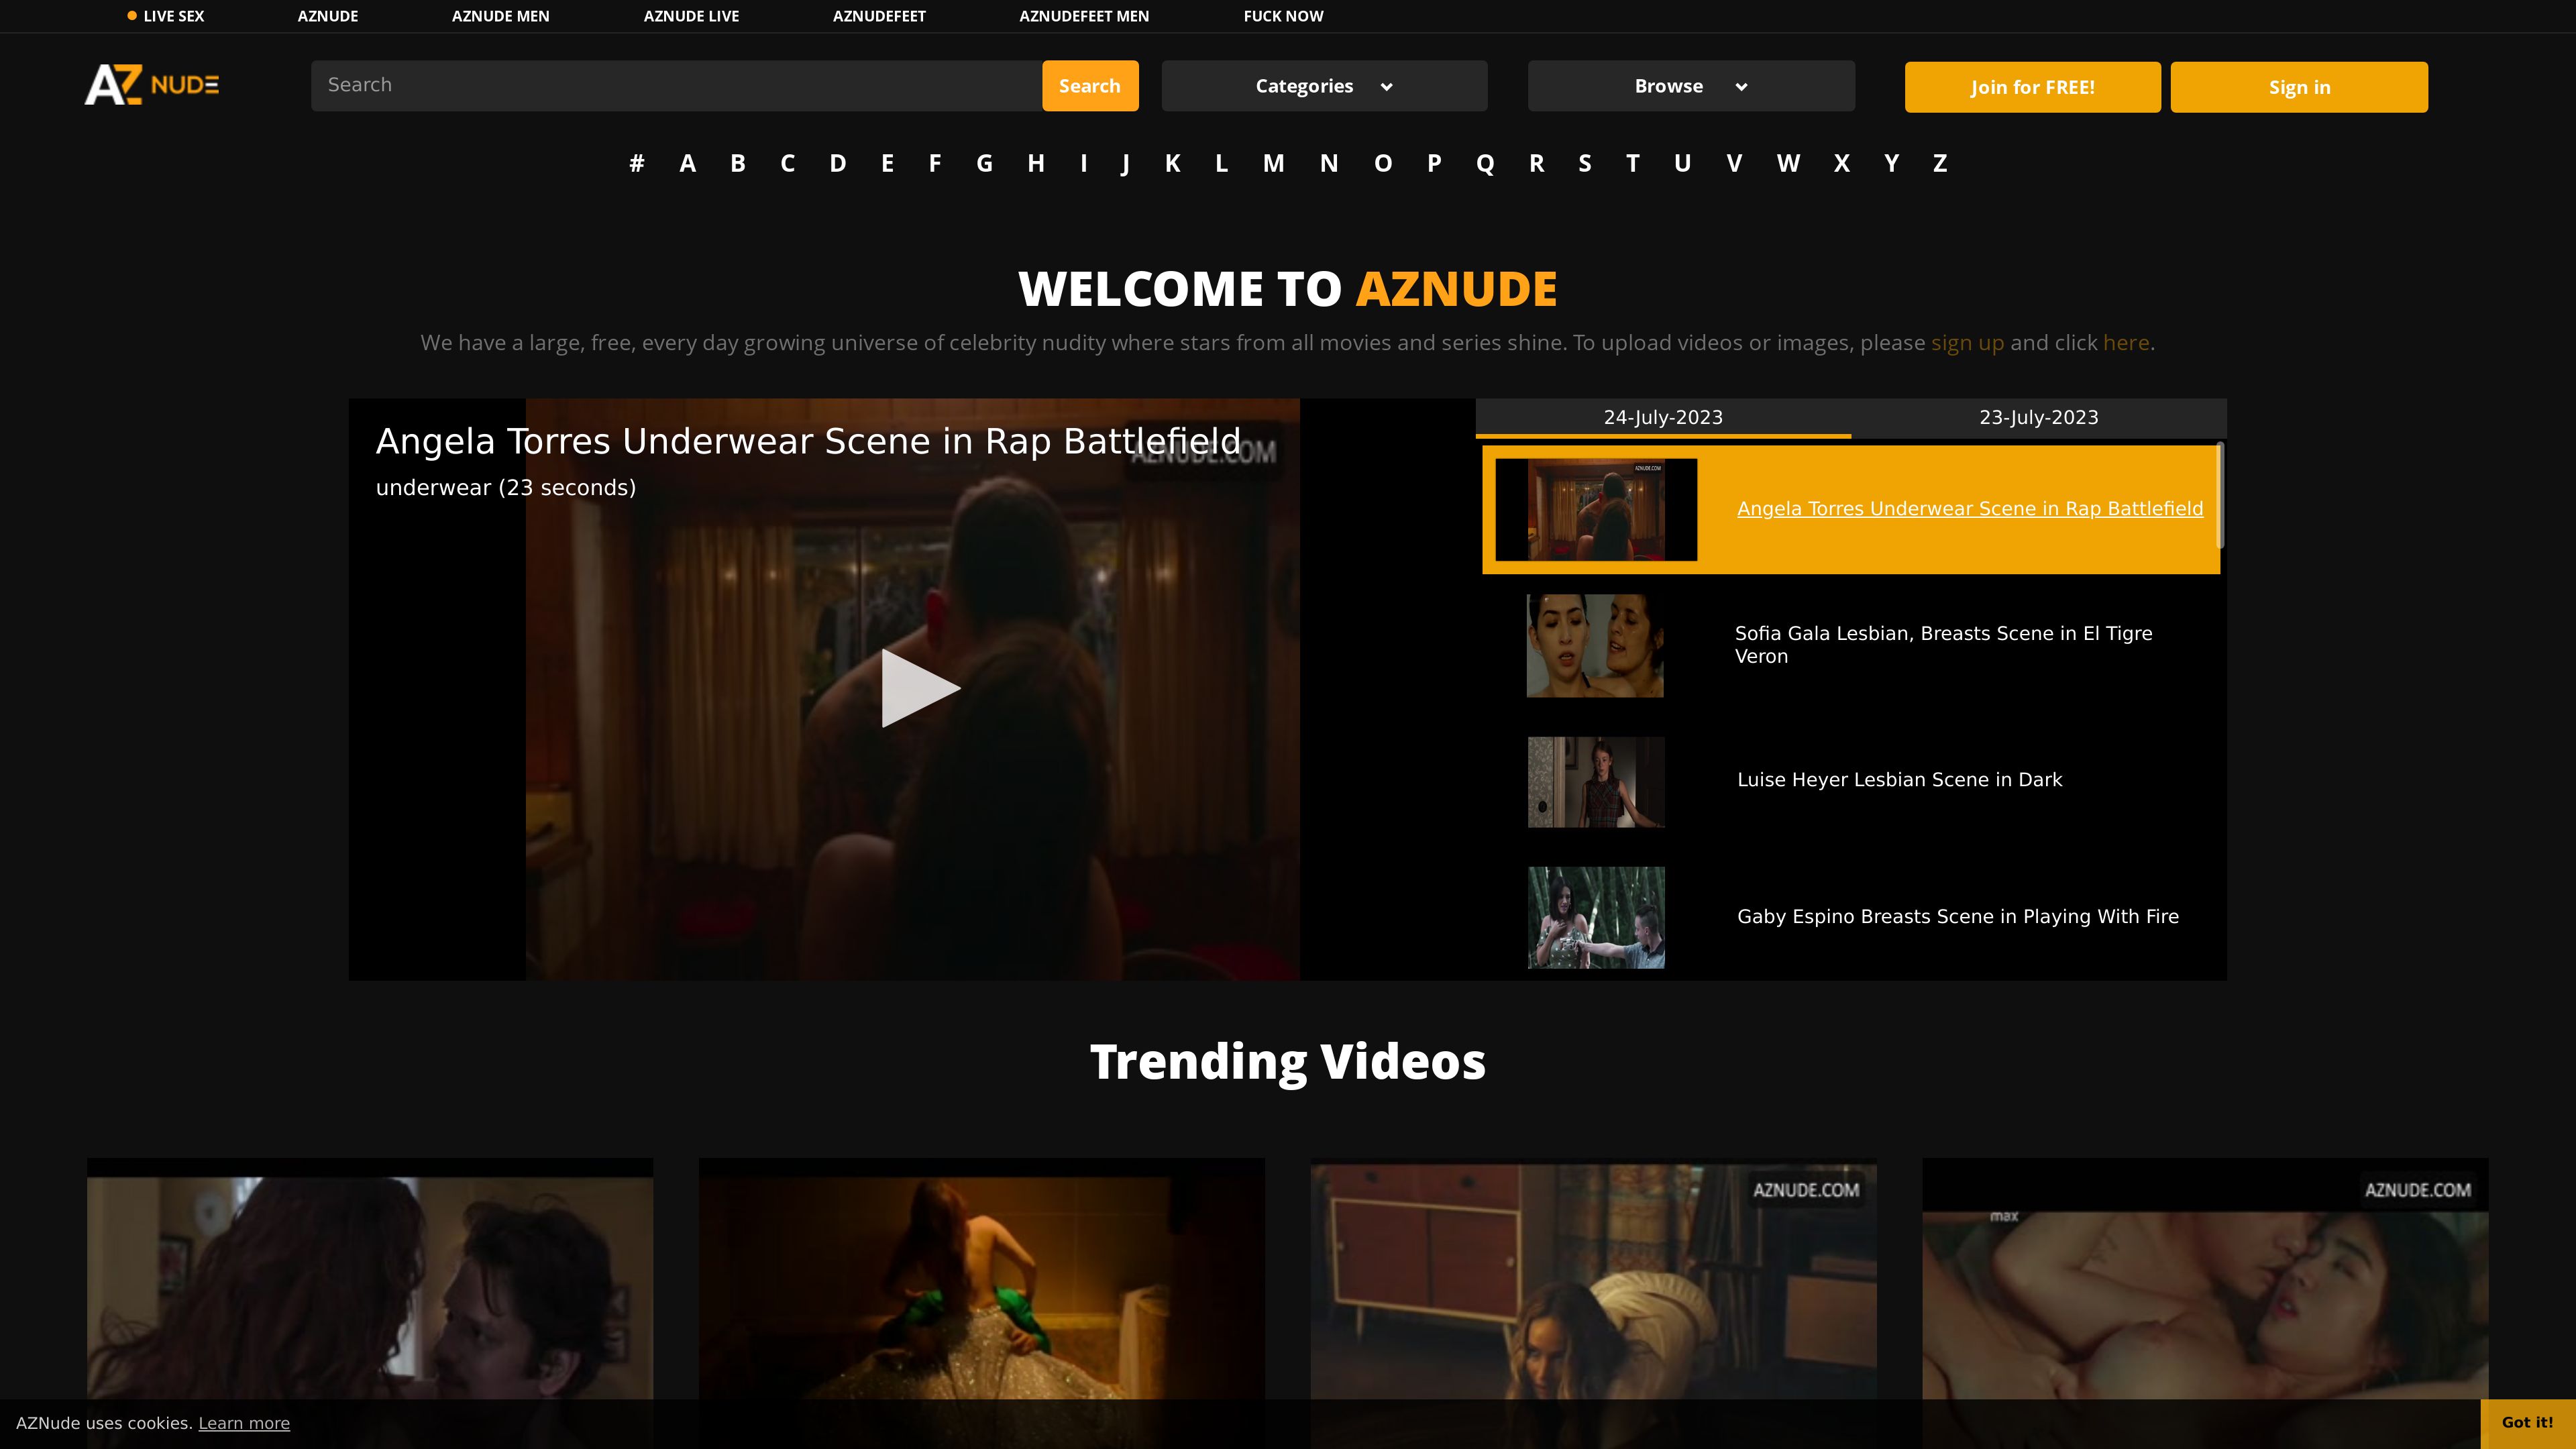 LIVE SEX AZNUDE AZNUDE MEN AZNUDE LIVE AZNUDEFEET AZNUDEFEET MEN FUCK NOW
AZ NUDE Search Search Categories Browse Join for FREE! Sign in
# A B C D E F G H I J K L M N O P Q R S T U V W X Y Z
WELCOME TO AZNUDE
We have a large, free, every day growing universe of celebrity nudity where stars from all movies and series shine. To upload videos or images, please sign up and click here.
Angela Torres Underwear Scene in Rap Battlefield
AZNUDE.COM
underwear (23 seconds)
24-July-2023 23-July-2023
AZNUDE.COM
Angela Torres Underwear Scene in Rap Battlefield
Sofia Gala Lesbian, Breasts Scene in El Tigre
Veron
Luise Heyer Lesbian Scene in Dark
Gaby Espino Breasts Scene in Playing With Fire
Trending Videos
AZNUDE.COM
AZNUDE.COM
max
AZNUDE uses cookies. Learn more
Got it!